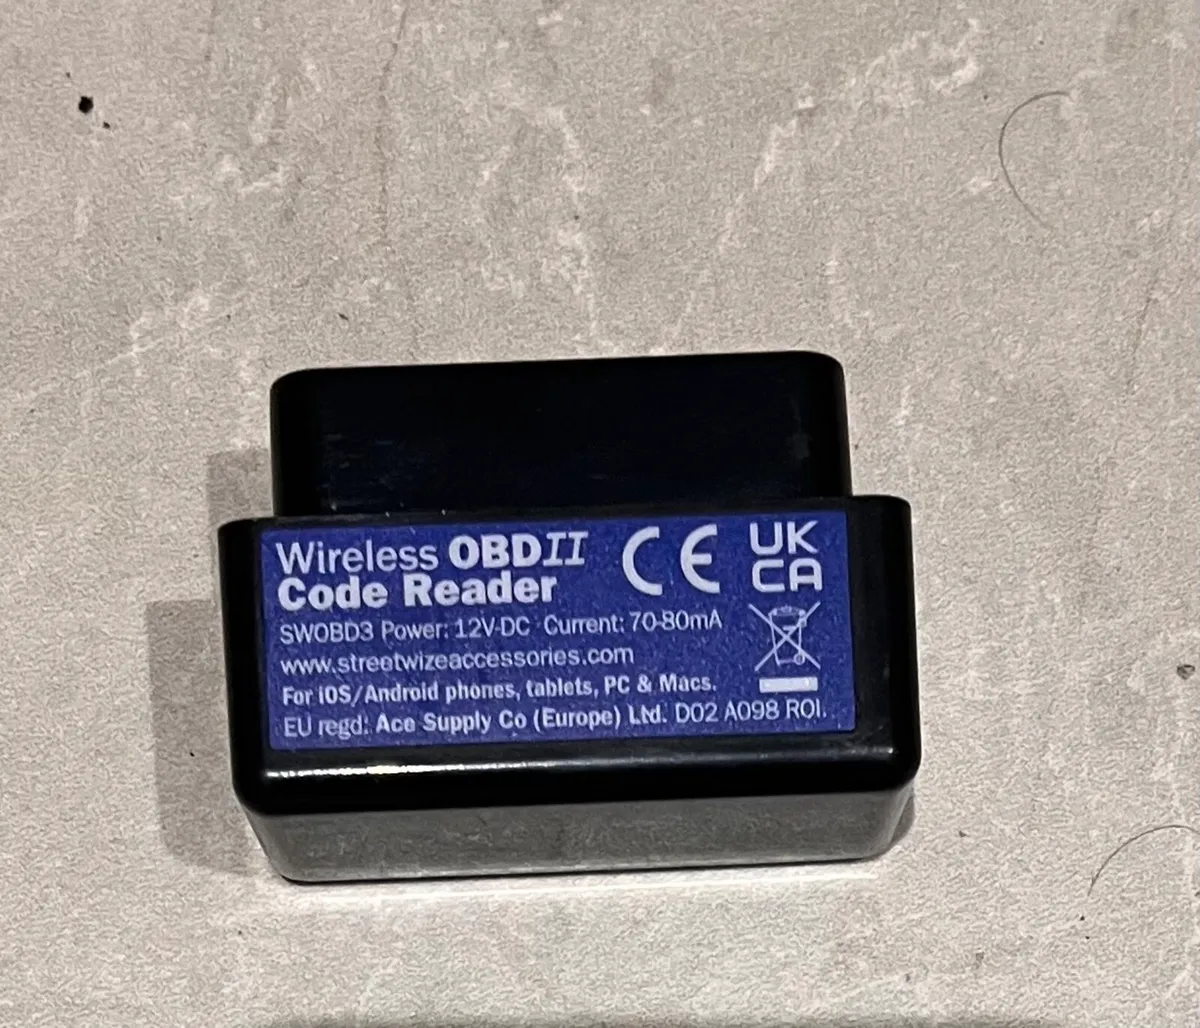 Wireless OBDII
Code Reader
CE
UK
CA
SWOBD3 Power: 12V-DC Current: 70-80mA
www.streetwizeaccessories.com
For iOS/Android phones, tablets, PC & Macs.
EU regd: Ace Supply Co (Europe) Ltd. D02 A098 ROI.